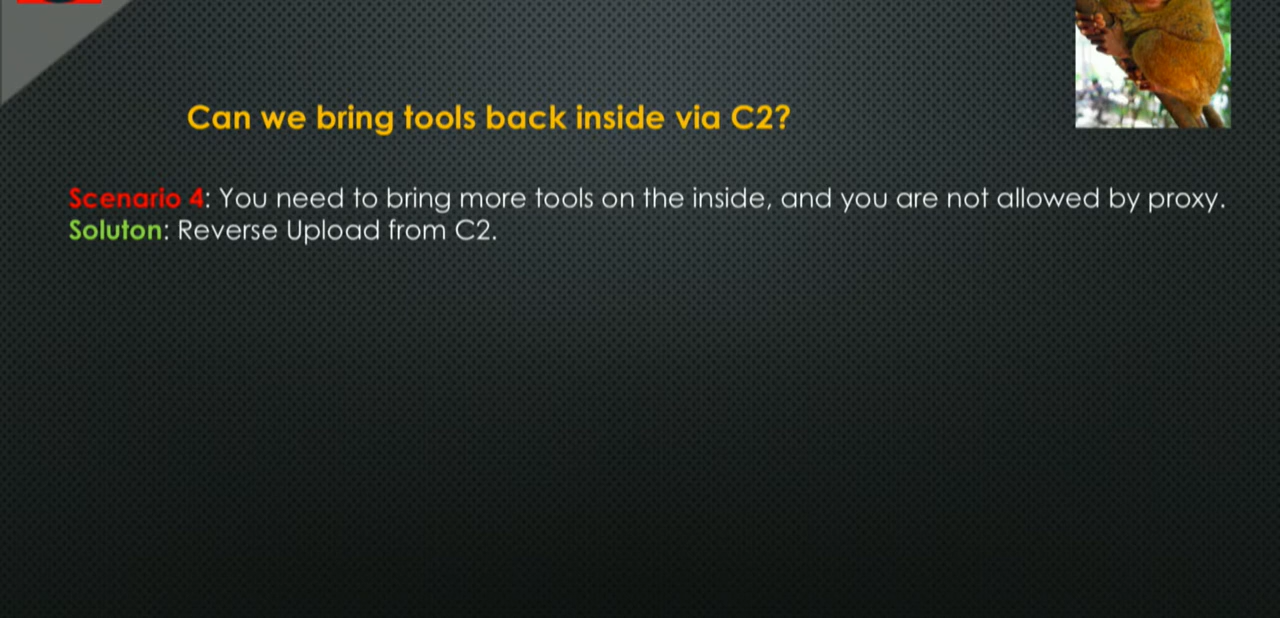 Can we bring tools back inside via C2?
Scenario 4: You need to bring more tools on the inside, and you are not allowed by proxy.
Soluton: Reverse Upload from C2.